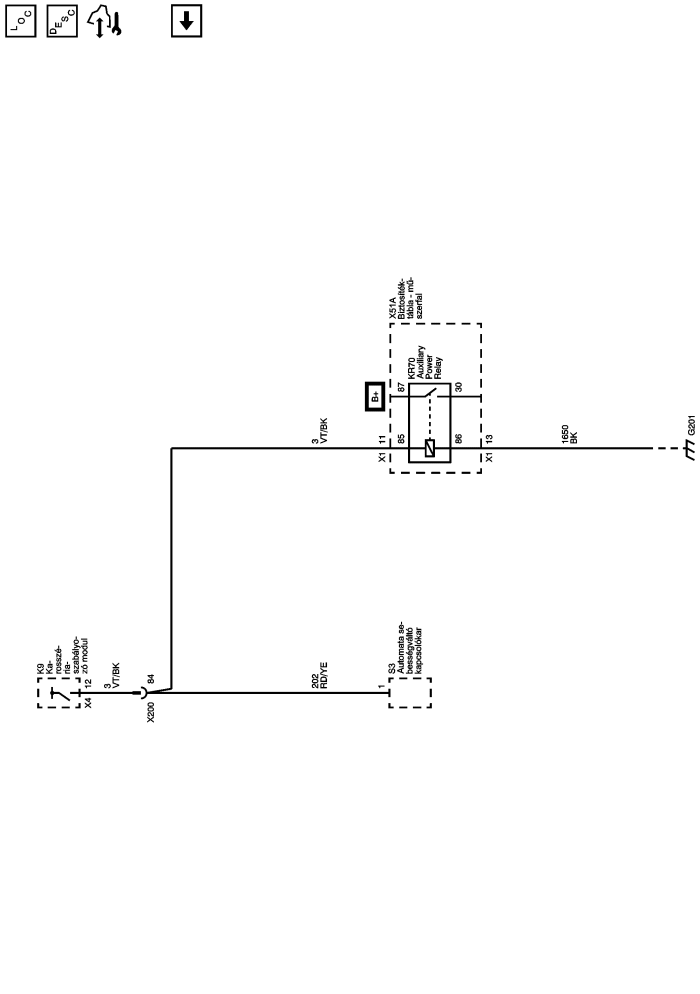 LOC
DESC
X51A
Biztosíték-
tábla - mű-
szerfal
KR70
Auxiliary
Power
Relay
B+
87
30
3
VT/BK
X1
11
85
86
X1
13
1650
BK
G201
K9
Ka-
rosszé-
ria-
szabályo-
zó modul
X4
12
3
VT/BK
84
X200
202
RD/YE
1
S3
Automata se-
bességváltó
kapcsolókar